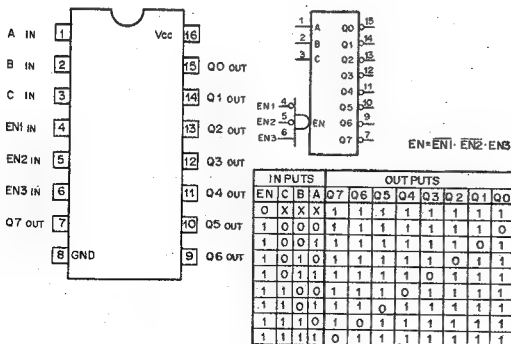 A IN 1 Vcc 16
B IN 2 15 Q0 OUT
C IN 3 14 Q1 OUT
EN1 IN 4 13 Q2 OUT
EN2 IN 5 12 Q3 OUT
EN3 IN 6 11 Q4 OUT
Q7 OUT 7 10 Q5 OUT
8 GND 9 Q6 OUT
1 A Q0 15
2 B Q1 14
3 C Q2 13
Q3 12
Q4 11
EN1 4 Q5 10
EN2 5 EN Q6 9
EN3 6 Q7 7
EN=E̅N̅1̅· E̅N̅2̅· EN3
INPUTS OUTPUTS
EN C B A Q7 Q6 Q5 Q4 Q3 Q2 Q1 Q0
0 X X X 1 1 1 1 1 1 1 1
1 0 0 0 1 1 1 1 1 1 1 0
1 0 0 1 1 1 1 1 1 1 0 1
1 0 1 0 1 1 1 1 1 0 1 1
1 0 1 1 1 1 1 1 0 1 1 1
1 1 0 0 1 1 1 0 1 1 1 1
1 1 0 1 1 1 0 1 1 1 1 1
1 1 1 0 1 0 1 1 1 1 1 1
1 1 1 1 0 1 1 1 1 1 1 1